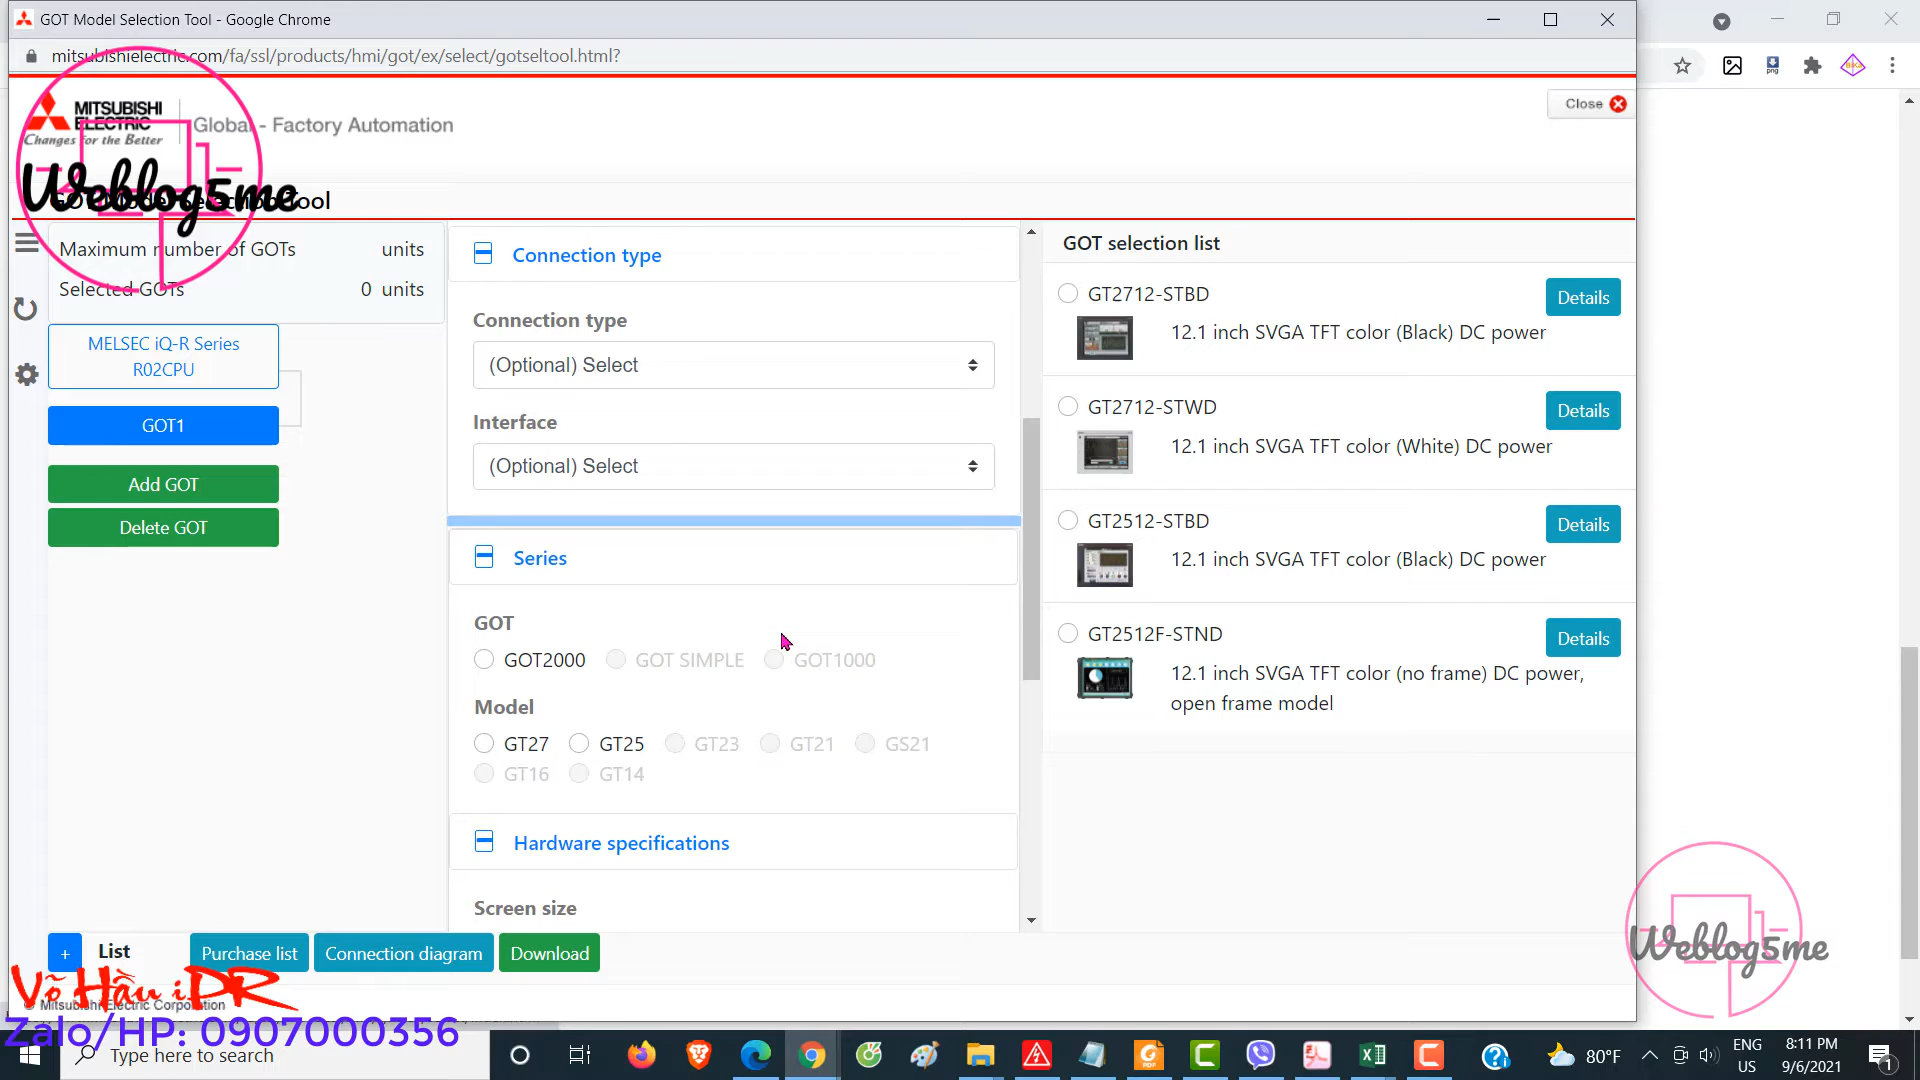 GOT Model Selection Tool - Google Chrome
mitsubishielectric.com/fa/ssl/products/hmi/got/ex/select/gotseltool.html?
MITSUBISHI
ELECTRIC
Changes for the Better
Global - Factory Automation
Close
Weblog5me
GOT Model Selection Tool
Maximum number of GOTs units
Selected GOTs 0 units
MELSEC iQ-R Series
R02CPU
GOT1
Add GOT
Delete GOT
Connection type
Connection type
(Optional) Select
Interface
(Optional) Select
Series
GOT
GOT2000 GOT SIMPLE GOT1000
Model
GT27 GT25 GT23 GT21 GS21
GT16 GT14
Hardware specifications
Screen size
GOT selection list
GT2712-STBD
Details
12.1 inch SVGA TFT color (Black) DC power
GT2712-STWD
Details
12.1 inch SVGA TFT color (White) DC power
GT2512-STBD
Details
12.1 inch SVGA TFT color (Black) DC power
GT2512F-STND
Details
12.1 inch SVGA TFT color (no frame) DC power,
open frame model
Weblog5me
+ List Purchase list Connection diagram Download
Võ Hầu iDR
© Mitsubishi Electric Corporation
Zalo/HP: 0907000356
Type here to search
80°F
ENG
US
8:11 PM
9/6/2021
1